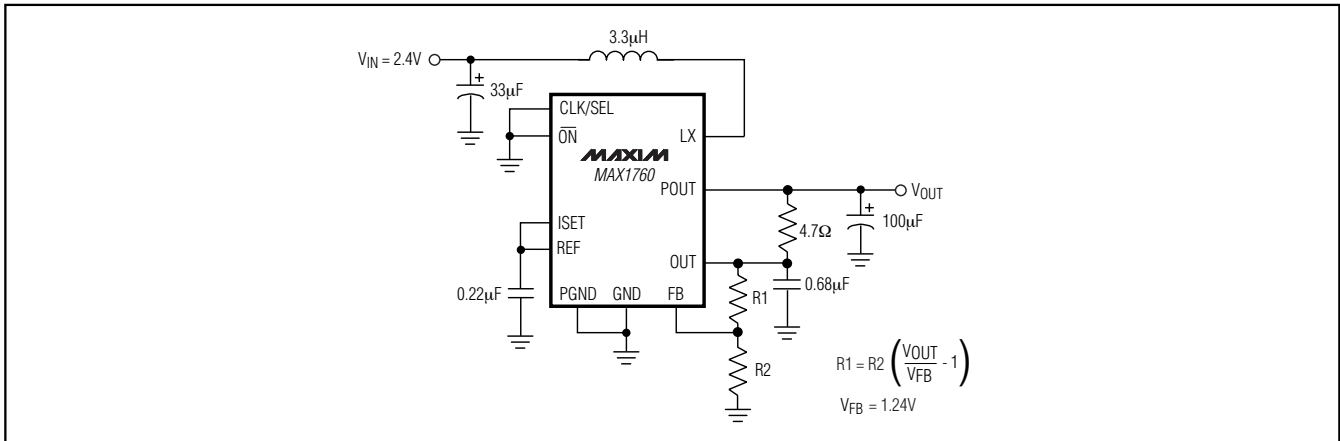 3.3μH
VIN = 2.4V
+
33μF
CLK/SEL
ON
LX
MAXIM
MAX1760
POUT
VOUT
+
100μF
4.7Ω
ISET
REF
OUT
0.22μF
0.68μF
R1
PGND
GND
FB
R2
R1 = R2 (VOUT/VFB - 1)
VFB = 1.24V